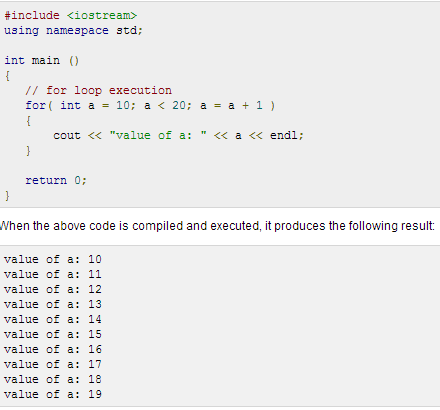 #include <iostream>
using namespace std;
int main ()
{
// for loop execution
for( int a = 10; a < 20; a = a + 1 )
{
cout << "value of a: " << a << endl;
}
return 0;
}
When the above code is compiled and executed, it produces the following result:
value of a: 10
value of a: 11
value of a: 12
value of a: 13
value of a: 14
value of a: 15
value of a: 16
value of a: 17
value of a: 18
value of a: 19